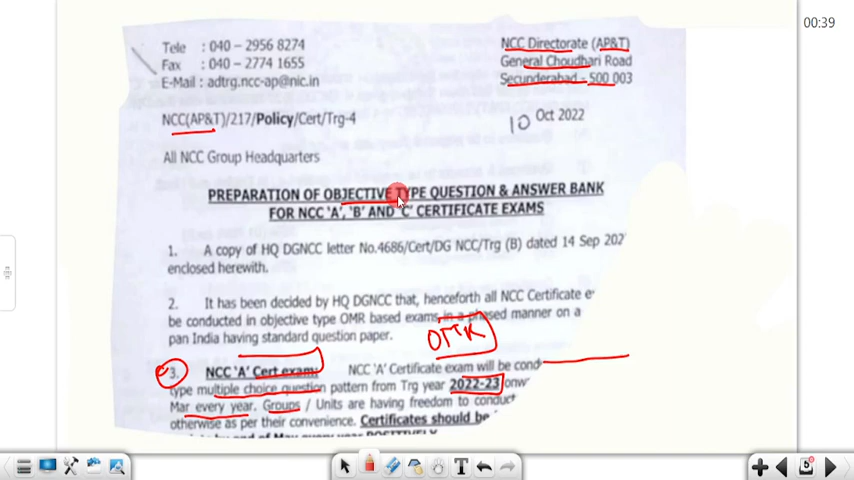 00:39
Tele : 040 - 2956 8274
Fax : 040 - 2774 1655
E-Mail : adtrg.ncc-ap@nic.in
NCC Directorate (AP&T)
General Choudhari Road
Secunderabad - 500 003
NCC(AP&T)/217/Policy/Cert/Trg-4
10 Oct 2022
All NCC Group Headquarters
PREPARATION OF OBJECTIVE TYPE QUESTION & ANSWER BANK
FOR NCC 'A', 'B' AND 'C' CERTIFICATE EXAMS
1. A copy of HQ DGNCC letter No.4686/Cert/DG NCC/Trg (B) dated 14 Sep 202
enclosed herewith.
2. It has been decided by HQ DGNCC that, henceforth all NCC Certificate e
be conducted in objective type OMR based exams in a phased manner on a
pan India having standard question paper.
OMR
3. NCC 'A' Cert exam: NCC 'A' Certificate exam will be cond
type multiple choice question pattern from Trg year 2022-23 onw
Mar every year. Groups / Units are having freedom to conduct
otherwise as per their convenience. Certificates should be